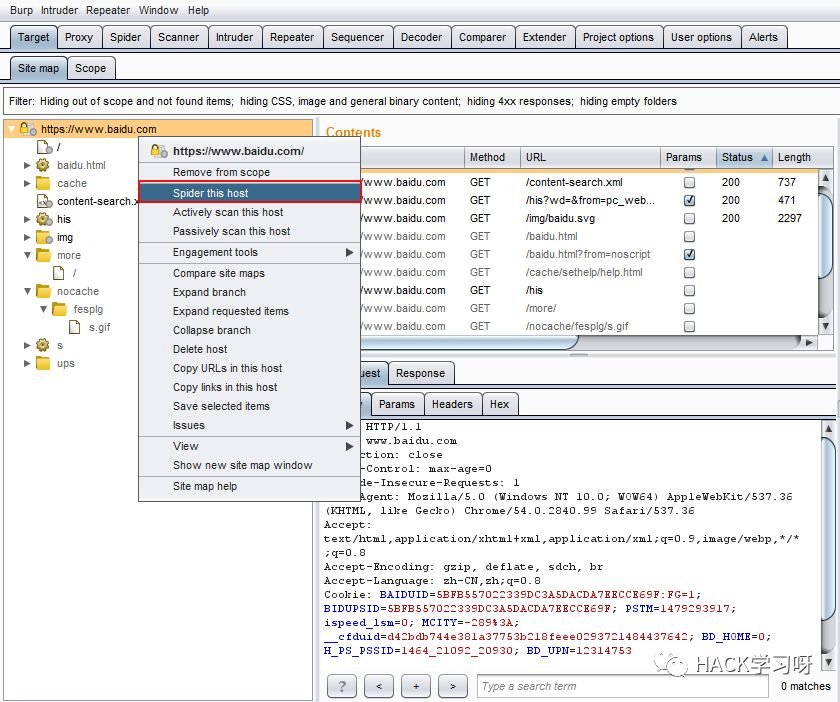 Burp Intruder Repeater Window Help
Target Proxy Spider Scanner Intruder Repeater Sequencer Decoder Comparer Extender Project options User options Alerts
Site map Scope
Filter: Hiding out of scope and not found items; hiding CSS, image and general binary content; hiding 4xx responses; hiding empty folders
https://www.baidu.com
/
baidu.html
cache
content-search.x
his
img
more
/
nocache
fesplg
s.gif
s
ups
https://www.baidu.com/
Remove from scope
Spider this host
Actively scan this host
Passively scan this host
Engagement tools
Compare site maps
Expand branch
Expand requested items
Collapse branch
Delete host
Copy URLs in this host
Copy links in this host
Save selected items
Issues
View
Show new site map window
Site map help
Contents
Method URL Params Status Length
/www.baidu.com GET /content-search.xml 200 737
/www.baidu.com GET /his?wd=&from=pc_web... 200 471
/www.baidu.com GET /img/baidu.svg 200 2297
/www.baidu.com GET /baidu.html
/www.baidu.com GET /baidu.html?from=noscript
/www.baidu.com GET /cache/sethelp/help.html
/www.baidu.com GET /his
/www.baidu.com GET /more/
/www.baidu.com GET /nocache/fesplg/s.gif
uest Response
Params Headers Hex
HTTP/1.1
www.baidu.com
ction: close
-Control: max-age=0
de-Insecure-Requests: 1
Agent: Mozilla/5.0 (Windows NT 10.0; WOW64) AppleWebKit/537.36
(KHTML, like Gecko) Chrome/54.0.2840.99 Safari/537.36
Accept:
text/html,application/xhtml+xml,application/xml;q=0.9,image/webp,*/*
;q=0.8
Accept-Encoding: gzip, deflate, sdch, br
Accept-Language: zh-CN,zh;q=0.8
Cookie: BAIDUID=5BFB557022339DC3A5DACDA7EECCE69F:FG=1;
BIDUPSID=5BFB557022339DC3A5DACDA7EECCE69F; PSTM=1479293917;
ispeed_lsm=0; MCITY=-289%3A;
__cfduid=d42bdb744e381a37753b218feee0293721484437642; BD_HOME=0;
H_PS_PSSID=1464_21092_20930; BD_UPN=12314753
HACK学习呀
? < + > Type a search term 0 matches